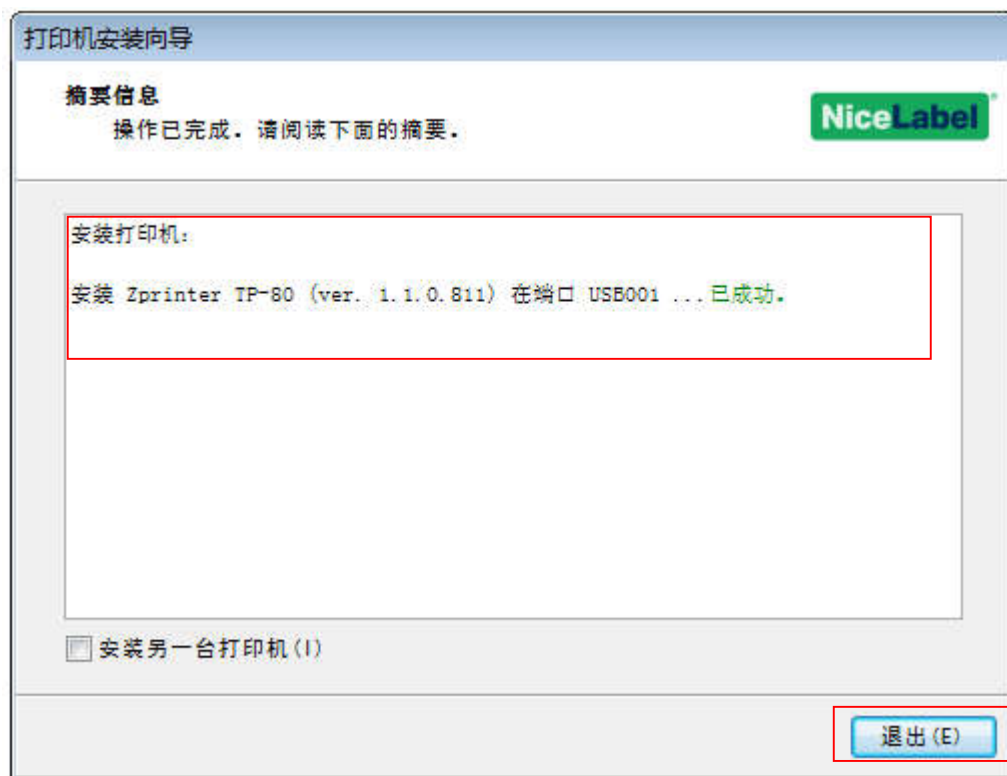 打印机安装向导
摘要信息
操作已完成. 请阅读下面的摘要.
NiceLabel
安装打印机:
安装 Zprinter TP-80 (ver. 1.1.0.811) 在端口 USB001 ...已成功。
安装另一台打印机(I)
退出(E)